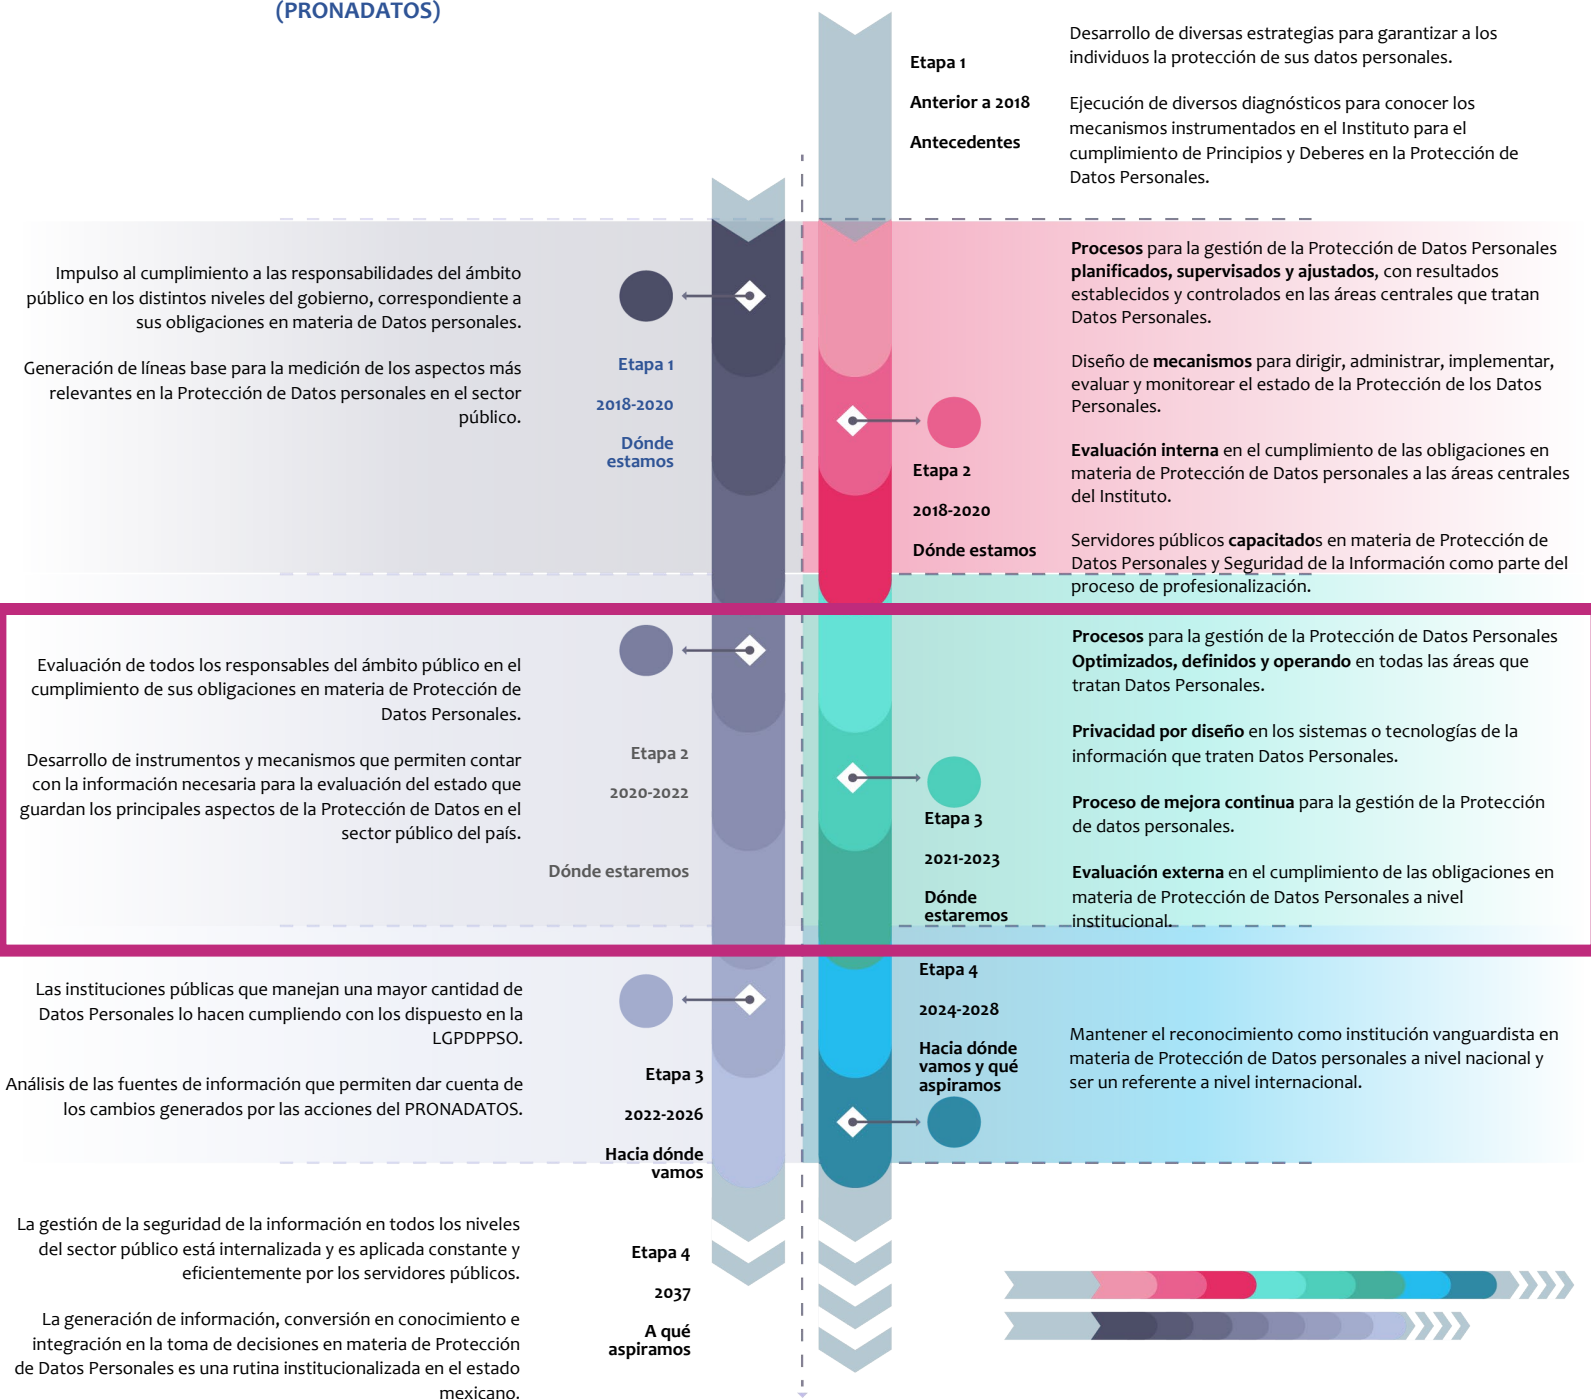 (PRONADATOS)
Etapa 1
Anterior a 2018
Antecedentes
Desarrollo de diversas estrategias para garantizar a los
individuos la protección de sus datos personales.
Ejecución de diversos diagnósticos para conocer los
mecanismos instrumentados en el Instituto para el
cumplimiento de Principios y Deberes en la Protección de
Datos Personales.
Impulso al cumplimiento a las responsabilidades del ámbito
público en los distintos niveles del gobierno, correspondiente a
sus obligaciones en materia de Datos personales.
Generación de líneas base para la medición de los aspectos más
relevantes en la Protección de Datos personales en el sector
público.
Etapa 1
2018-2020
Dónde
estamos
Etapa 2
2018-2020
Dónde estamos
Procesos para la gestión de la Protección de Datos Personales
planificados, supervisados y ajustados, con resultados
establecidos y controlados en las áreas centrales que tratan
Datos Personales.
Diseño de mecanismos para dirigir, administrar, implementar,
evaluar y monitorear el estado de la Protección de los Datos
Personales.
Evaluación interna en el cumplimiento de las obligaciones en
materia de Protección de Datos personales a las áreas centrales
del Instituto.
Servidores públicos capacitados en materia de Protección de
Datos Personales y Seguridad de la Información como parte del
proceso de profesionalización.
Evaluación de todos los responsables del ámbito público en el
cumplimiento de sus obligaciones en materia de Protección de
Datos Personales.
Desarrollo de instrumentos y mecanismos que permiten contar
con la información necesaria para la evaluación del estado que
guardan los principales aspectos de la Protección de Datos en el
sector público del país.
Etapa 2
2020-2022
Dónde estaremos
Etapa 3
2021-2023
Dónde
estaremos
Procesos para la gestión de la Protección de Datos Personales
Optimizados, definidos y operando en todas las áreas que
tratan Datos Personales.
Privacidad por diseño en los sistemas o tecnologías de la
información que traten Datos Personales.
Proceso de mejora continua para la gestión de la Protección
de datos personales.
Evaluación externa en el cumplimiento de las obligaciones en
materia de Protección de Datos Personales a nivel
institucional.
Las instituciones públicas que manejan una mayor cantidad de
Datos Personales lo hacen cumpliendo con los dispuesto en la
LGPDPPSO.
Análisis de las fuentes de información que permiten dar cuenta de
los cambios generados por las acciones del PRONADATOS.
Etapa 3
2022-2026
Hacia dónde
vamos
Etapa 4
2024-2028
Hacia dónde
vamos y qué
aspiramos
Mantener el reconocimiento como institución vanguardista en
materia de Protección de Datos personales a nivel nacional y
ser un referente a nivel internacional.
La gestión de la seguridad de la información en todos los niveles
del sector público está internalizada y es aplicada constante y
eficientemente por los servidores públicos.
La generación de información, conversión en conocimiento e
integración en la toma de decisiones en materia de Protección
de Datos Personales es una rutina institucionalizada en el estado
mexicano.
Etapa 4
2037
A qué
aspiramos